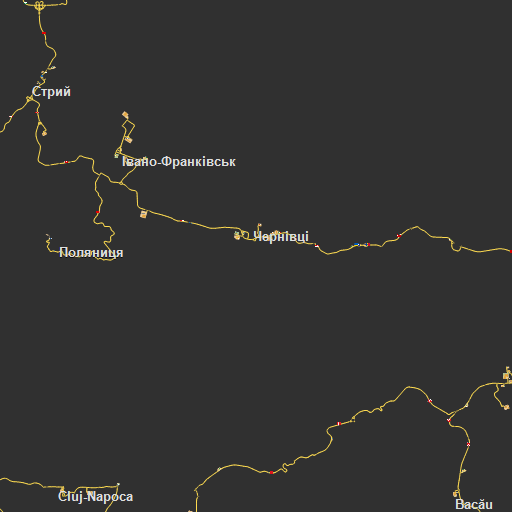 Стрий
Івано-Франківськ
Чернівці
Поляниця
Cluj-Napoca
Bacău